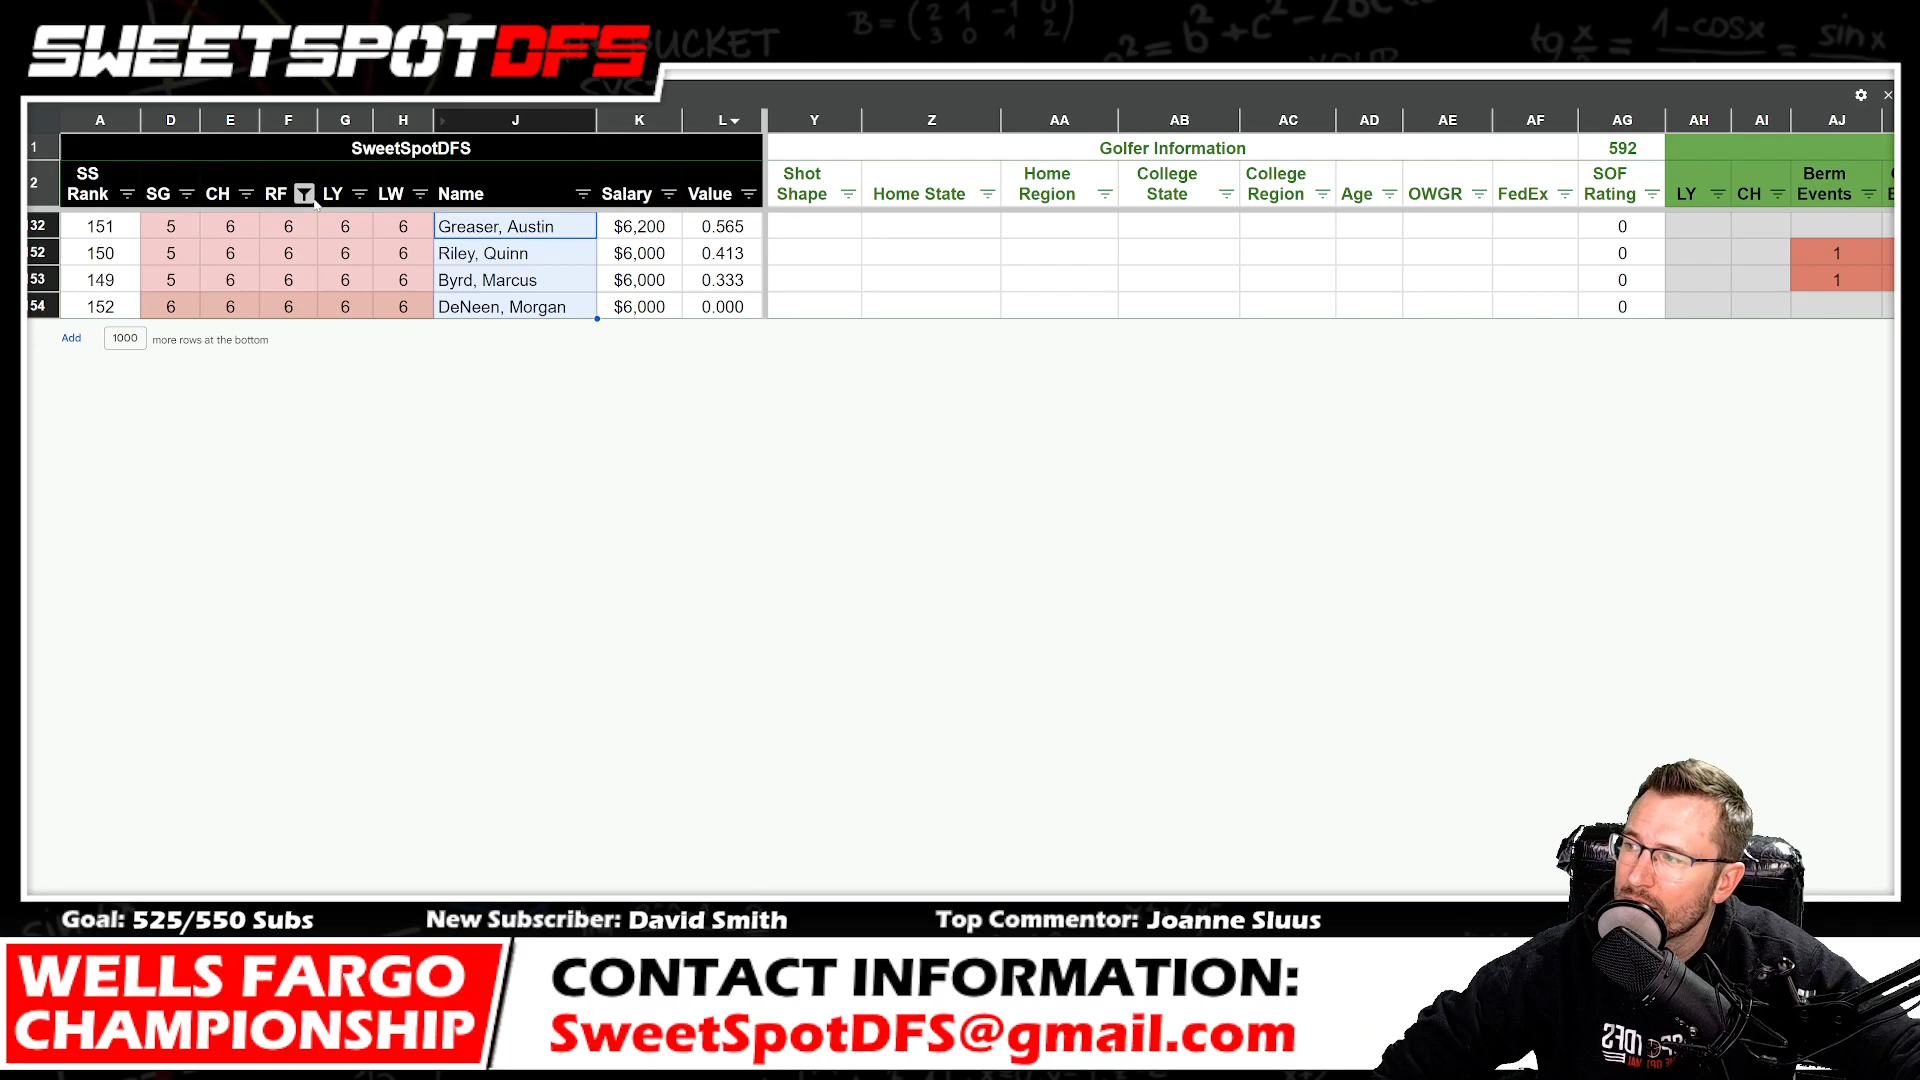 SWEETSPOTDFS
BUCKET
YOUR
A D E F G H J K L Y Z AA AB AC AD AE AF AG AH AI AJ
1 SweetSpotDFS Golfer Information 592
2 SS Rank SG CH RF LY LW Name Salary Value Shot Shape Home State Home Region College State College Region Age OWGR FedEx SOF Rating LY CH Berm Events
32 151 5 6 6 6 6 Greaser, Austin $6,200 0.565 0
52 150 5 6 6 6 6 Riley, Quinn $6,000 0.413 0 1
53 149 5 6 6 6 6 Byrd, Marcus $6,000 0.333 0 1
54 152 6 6 6 6 6 DeNeen, Morgan $6,000 0.000 0
Add 1000 more rows at the bottom
Goal: 525/550 Subs New Subscriber: David Smith Top Commentor: Joanne Sluus
WELLS FARGO
CHAMPIONSHIP
CONTACT INFORMATION:
SweetSpotDFS@gmail.com